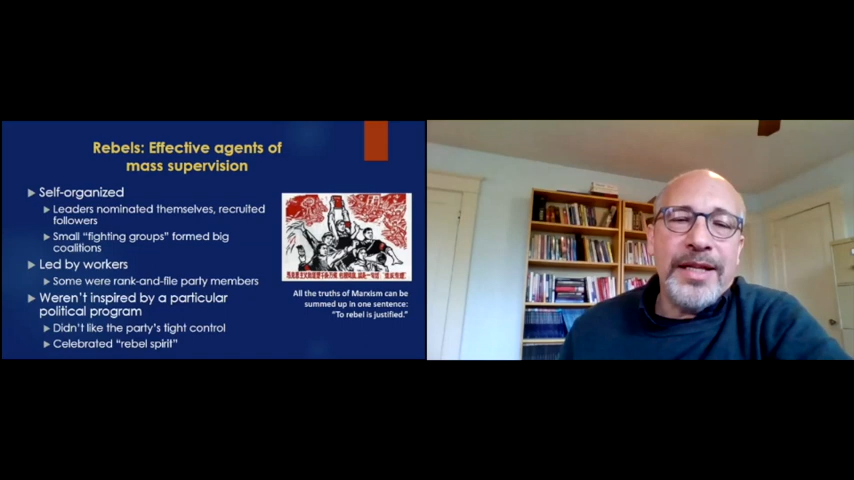 Rebels: Effective agents of
mass supervision
Self-organized
Leaders nominated themselves, recruited
followers
Small “fighting groups” formed big
coalitions
Led by workers
Some were rank-and-file party members
Weren’t inspired by a particular
political program
Didn’t like the party’s tight control
Celebrated “rebel spirit”
All the truths of Marxism can be
summed up in one sentence:
“To rebel is justified.”